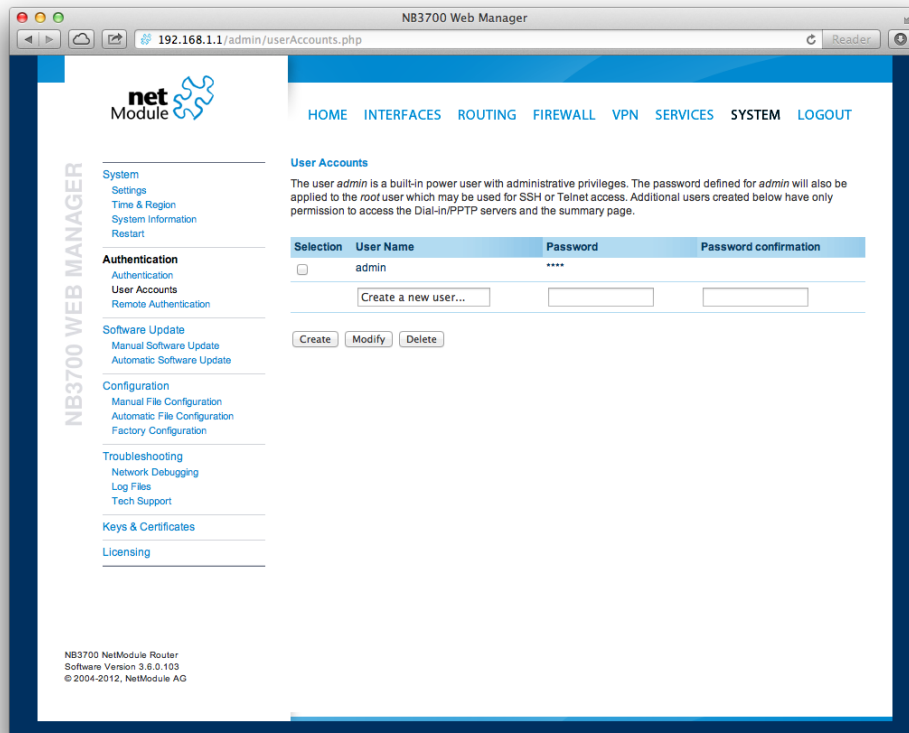 NB3700 Web Manager
192.168.1.1/admin/userAccounts.php
Reader
net
Module
HOME INTERFACES ROUTING FIREWALL VPN SERVICES SYSTEM LOGOUT
NB3700 WEB MANAGER
System
Settings
Time & Region
System Information
Restart
Authentication
Authentication
User Accounts
Remote Authentication
Software Update
Manual Software Update
Automatic Software Update
Configuration
Manual File Configuration
Automatic File Configuration
Factory Configuration
Troubleshooting
Network Debugging
Log Files
Tech Support
Keys & Certificates
Licensing
User Accounts
The user admin is a built-in power user with administrative privileges. The password defined for admin will also be
applied to the root user which may be used for SSH or Telnet access. Additional users created below have only
permission to access the Dial-in/PPTP servers and the summary page.
Selection User Name Password Password confirmation
admin ****
Create a new user...
Create Modify Delete
NB3700 NetModule Router
Software Version 3.6.0.103
© 2004-2012, NetModule AG